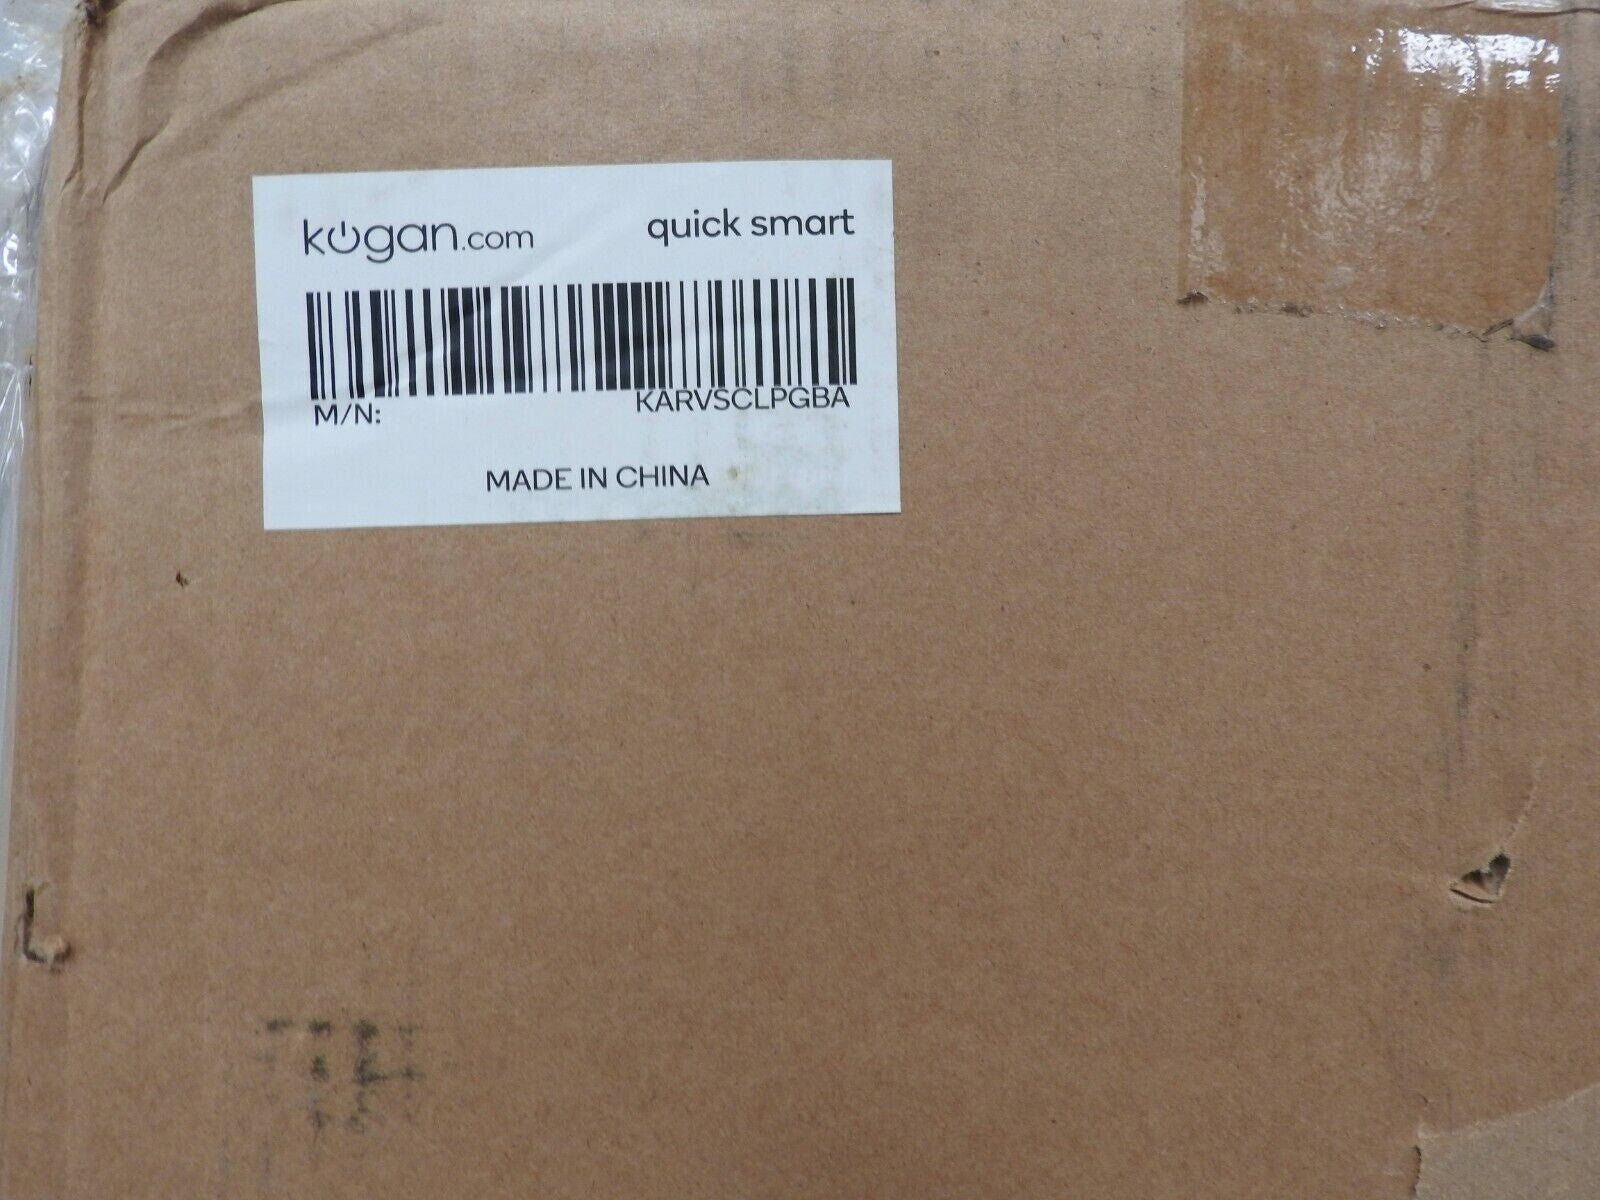 kogan.com quick smart
M/N: KARVSCLPGBA
MADE IN CHINA